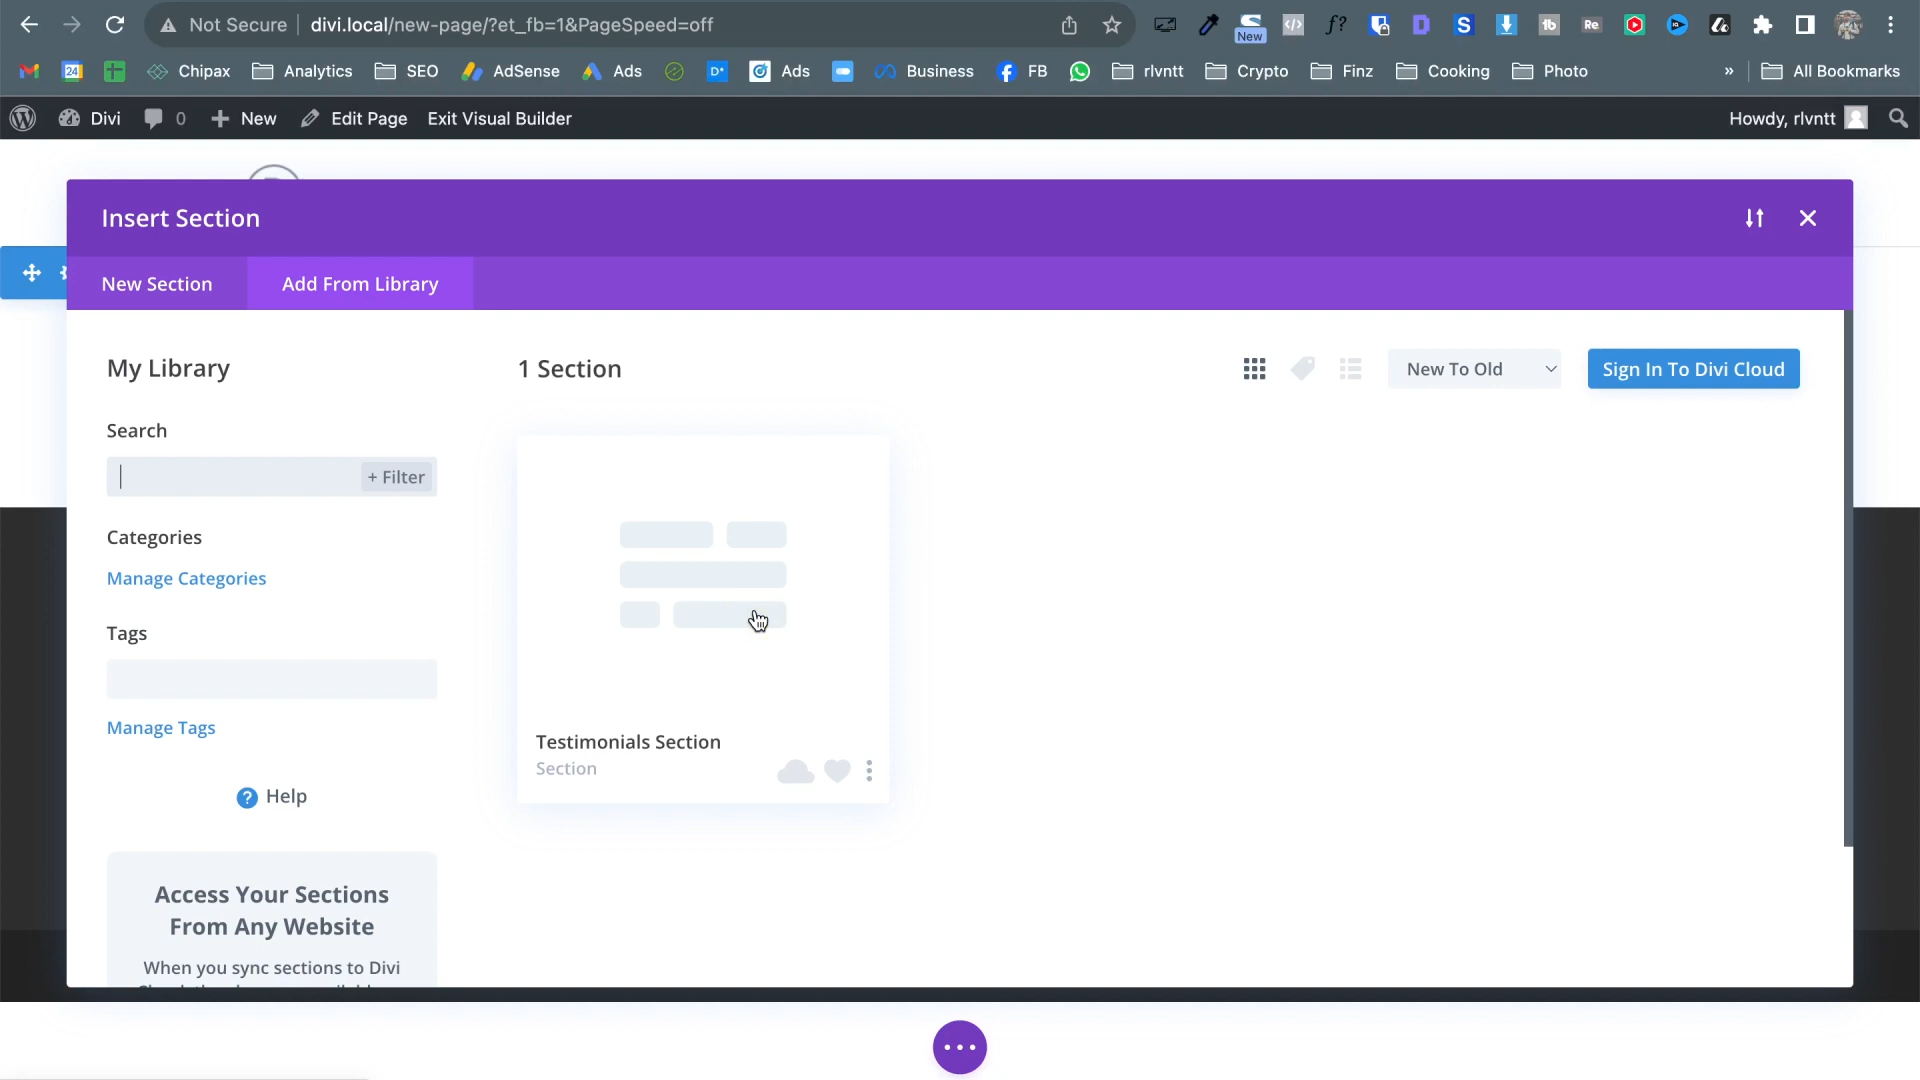 Not Secure divi.local/new-page/?et_fb=1&PageSpeed=off
New
24 Chipax Analytics SEO AdSense Ads D* Ads Business FB rlvntt Crypto Finz Cooking Photo » All Bookmarks
Divi 0 New Edit Page Exit Visual Builder Howdy, rlvntt
Insert Section
New Section Add From Library
My Library
1 Section
New To Old
Sign In To Divi Cloud
Search
+ Filter
Categories
Manage Categories
Tags
Manage Tags
Help
Testimonials Section
Section
Access Your Sections
From Any Website
When you sync sections to Divi